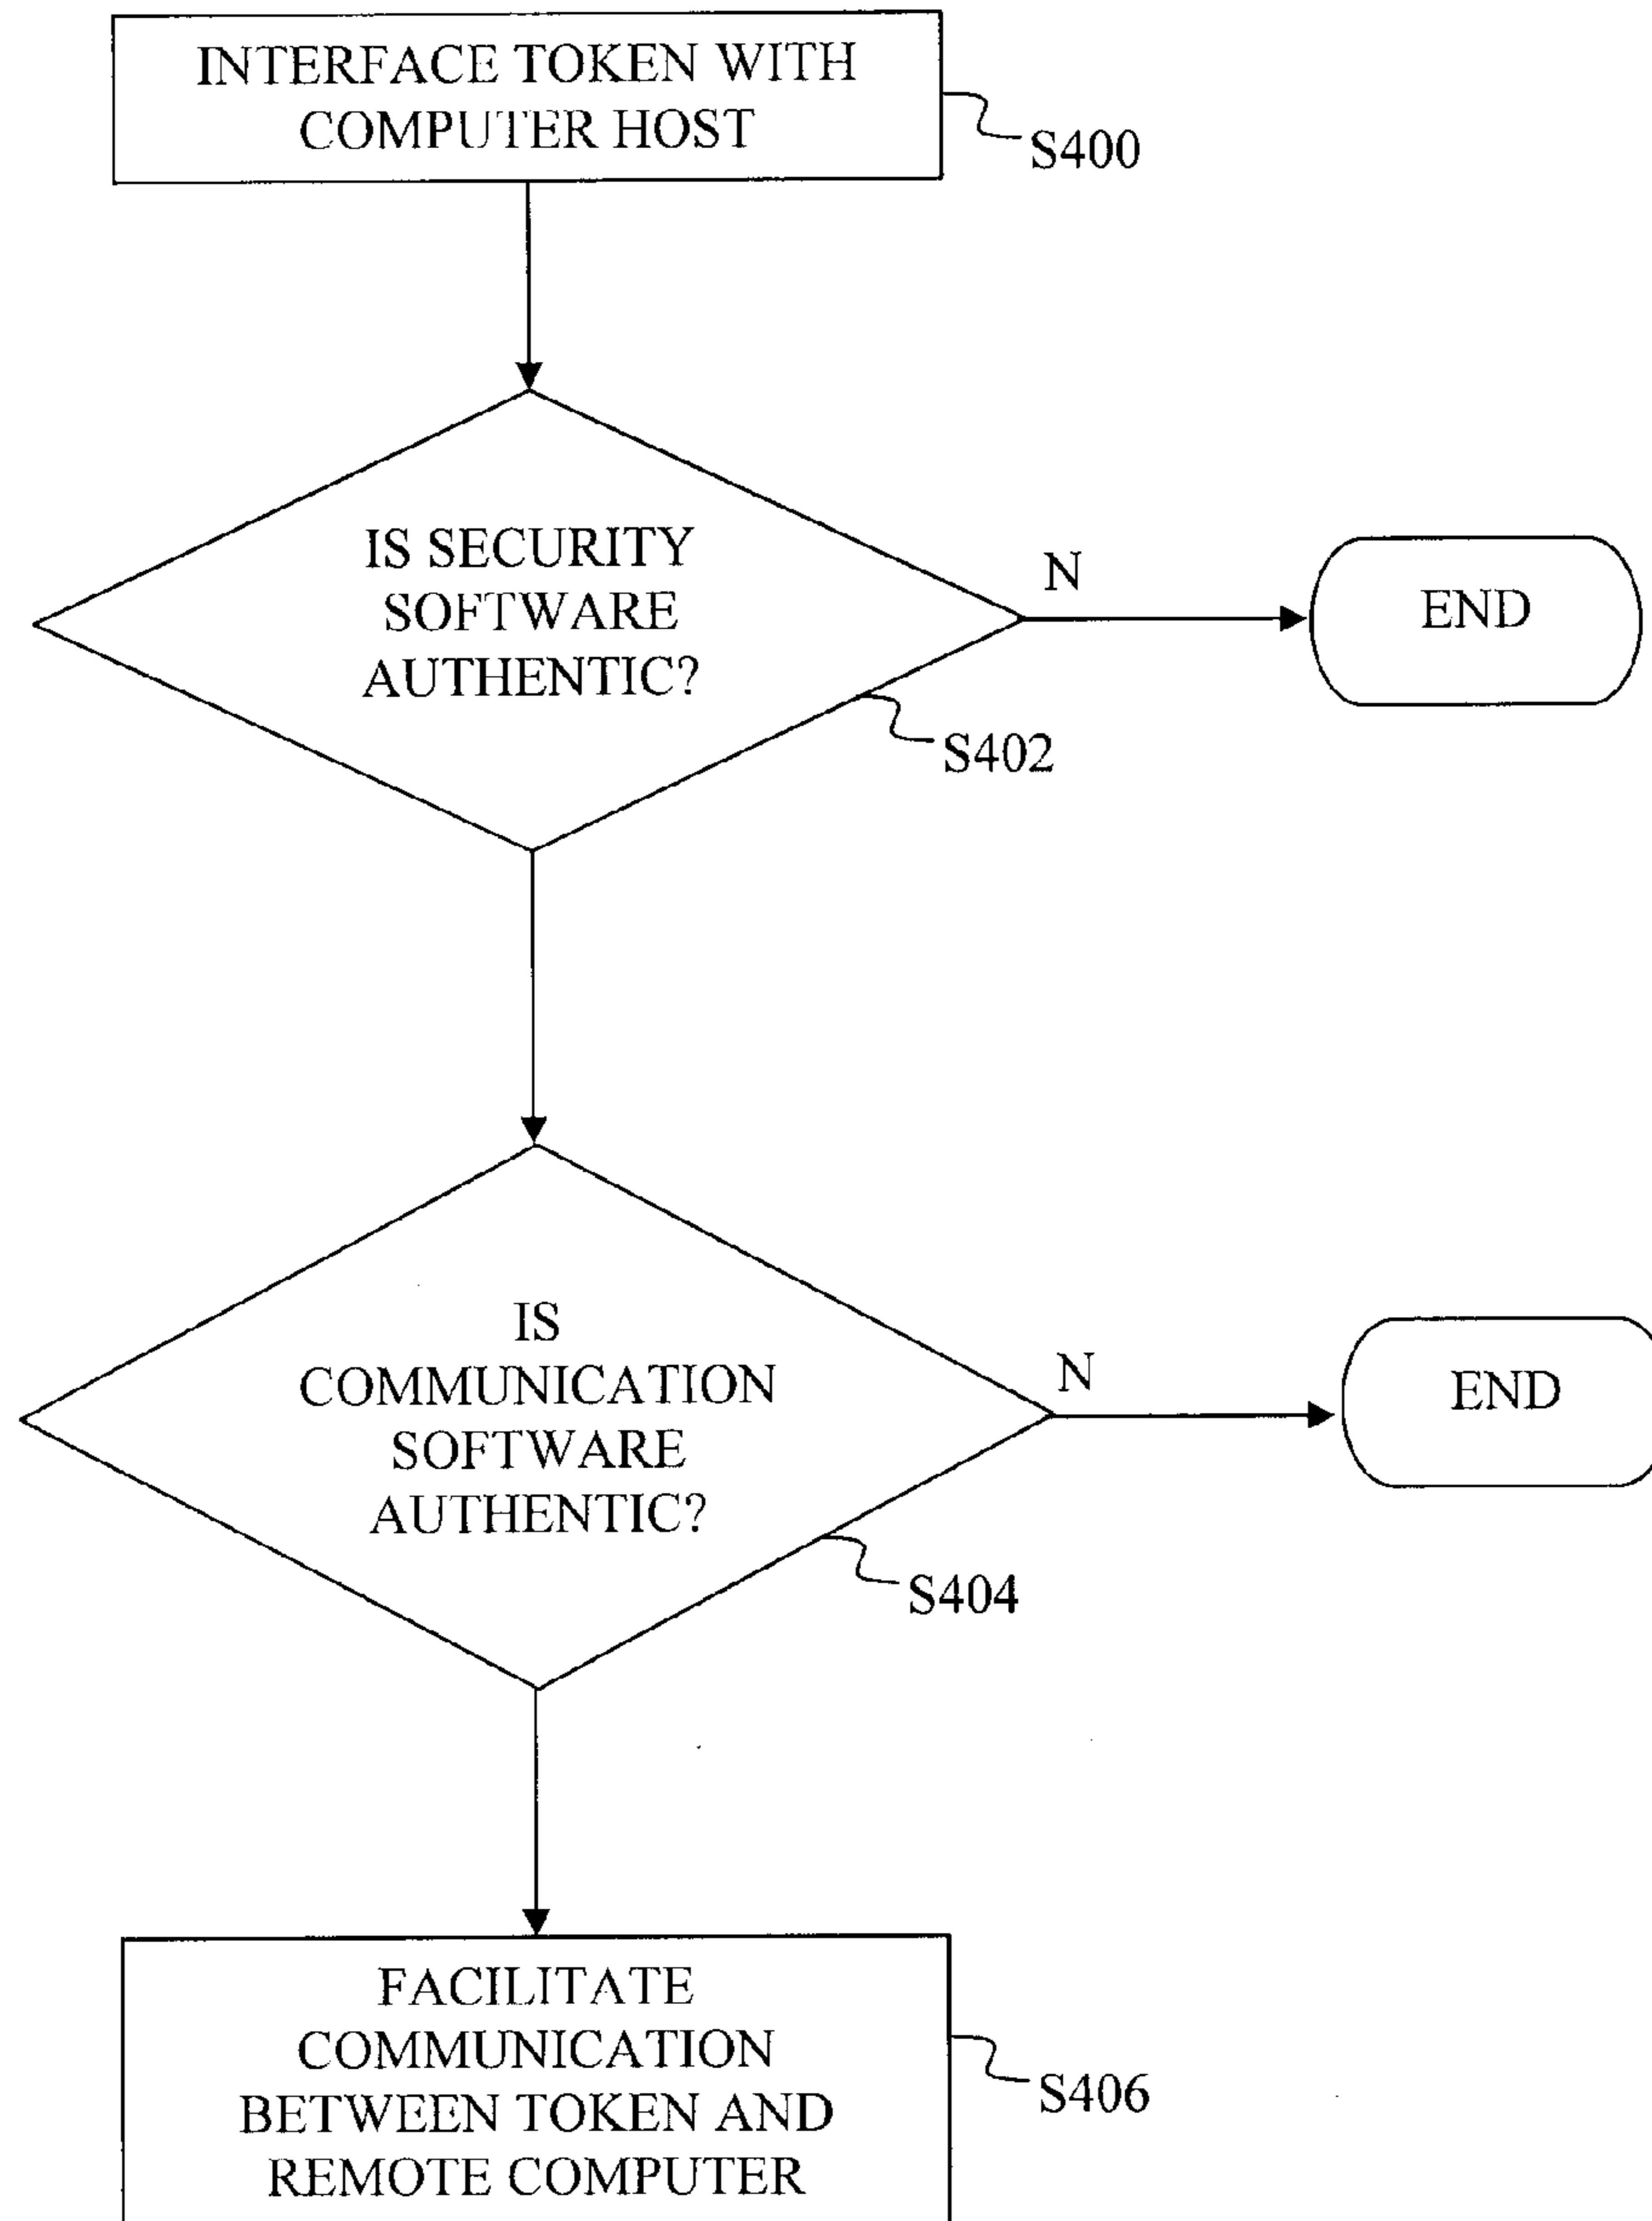 INTERFACE TOKEN WITH
COMPUTER HOST
S400
IS SECURITY
SOFTWARE
AUTHENTIC?
N
END
S402
IS
COMMUNICATION
SOFTWARE
AUTHENTIC?
N
END
S404
FACILITATE
COMMUNICATION
BETWEEN TOKEN AND
REMOTE COMPUTER
S406